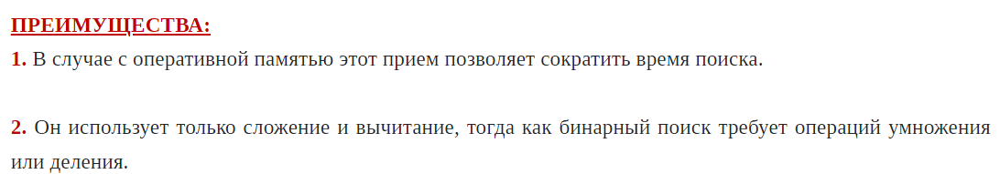 ПРЕИМУЩЕСТВА:
1. В случае с оперативной памятью этот прием позволяет сократить время поиска.
2. Он использует только сложение и вычитание, тогда как бинарный поиск требует операций умножения
или деления.